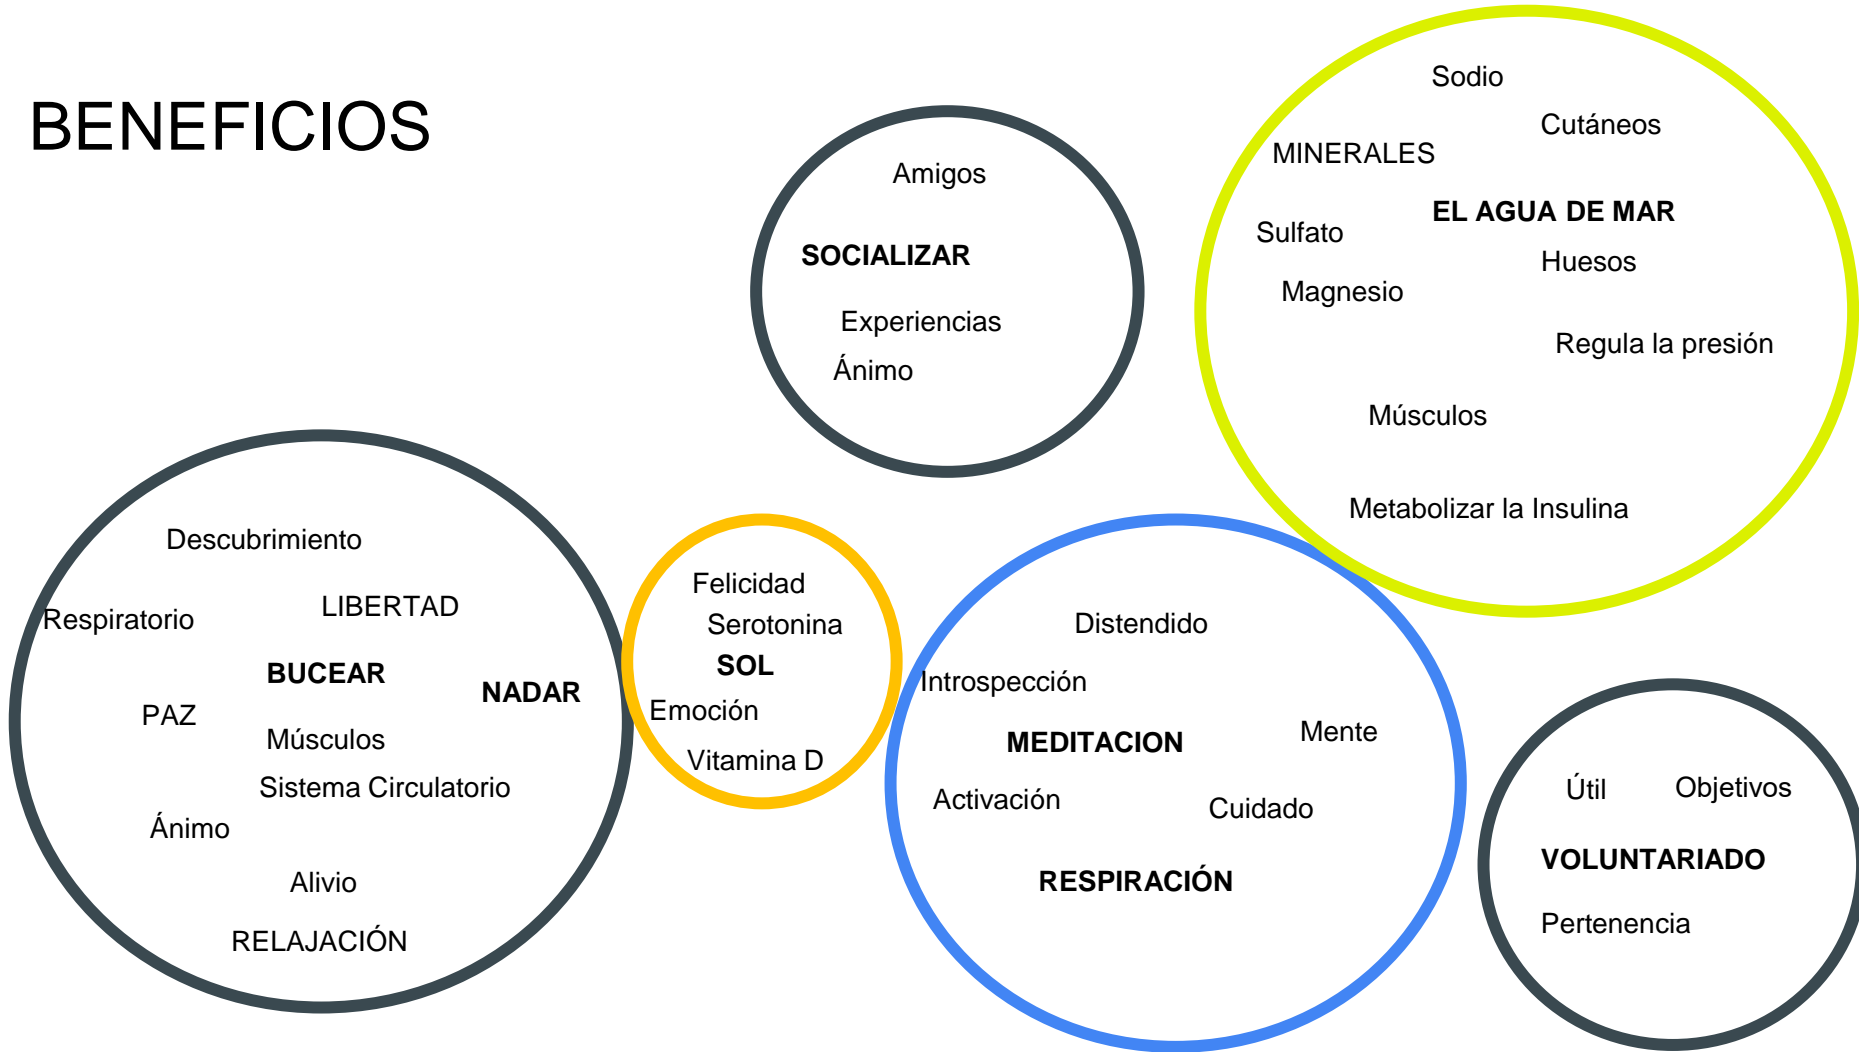 BENEFICIOS
Amigos
SOCIALIZAR
Experiencias
Ánimo
Sodio
Cutáneos
MINERALES
EL AGUA DE MAR
Sulfato
Huesos
Magnesio
Regula la presión
Músculos
Metabolizar la Insulina
Descubrimiento
LIBERTAD
Respiratorio
BUCEAR
NADAR
PAZ
Músculos
Sistema Circulatorio
Ánimo
Alivio
RELAJACIÓN
Felicidad
Serotonina
SOL
Emoción
Vitamina D
Distendido
Introspección
Mente
MEDITACION
Activación
Cuidado
RESPIRACIÓN
Útil
Objetivos
VOLUNTARIADO
Pertenencia